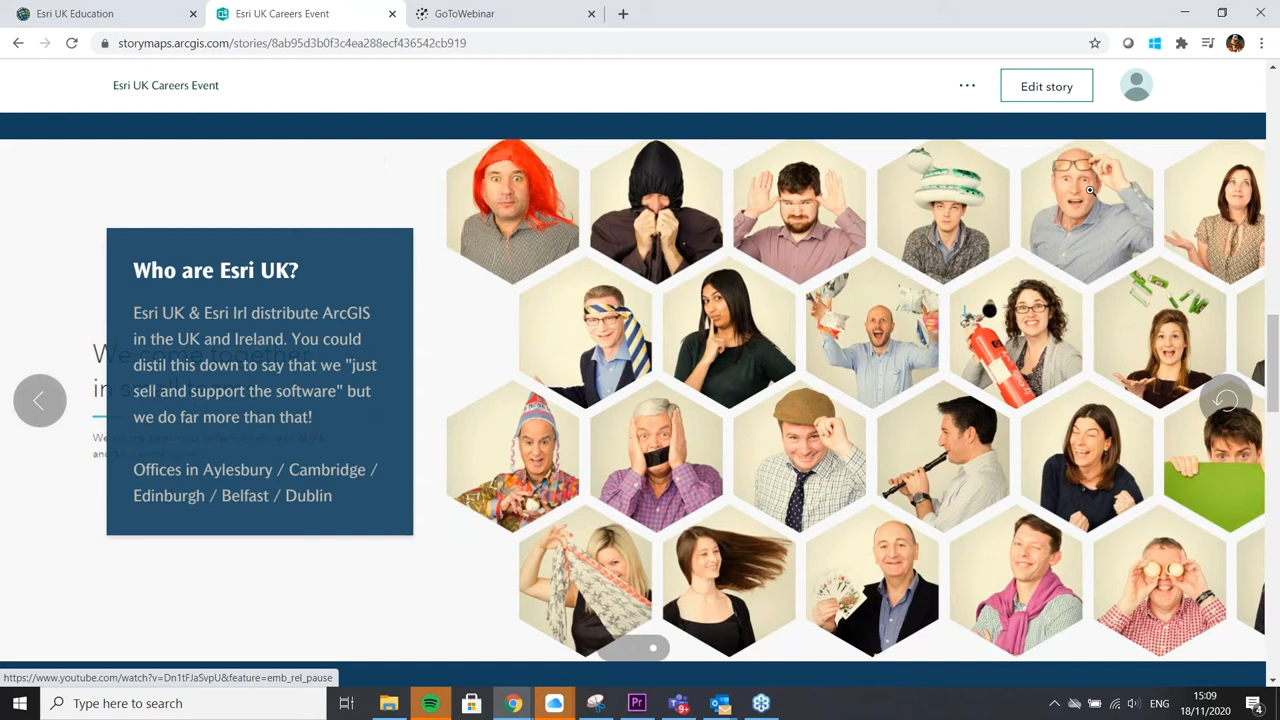 Esri UK Education
Esri UK Careers Event
GoToWebinar
storymaps.arcgis.com/stories/8ab95d3b0f3c4ea288ecf436542cb919
Esri UK Careers Event
Edit story
Who are Esri UK?
Esri UK & Esri Irl distribute ArcGIS
in the UK and Ireland. You could
distil this down to say that we "just
sell and support the software" but
we do far more than that!
Offices in Aylesbury / Cambridge /
Edinburgh / Belfast / Dublin
https://www.youtube.com/watch?v=Dn1tFJaSvpU&feature=emb_rel_pause
Type here to search
Pr
9+
ENG
15:09
18/11/2020
4